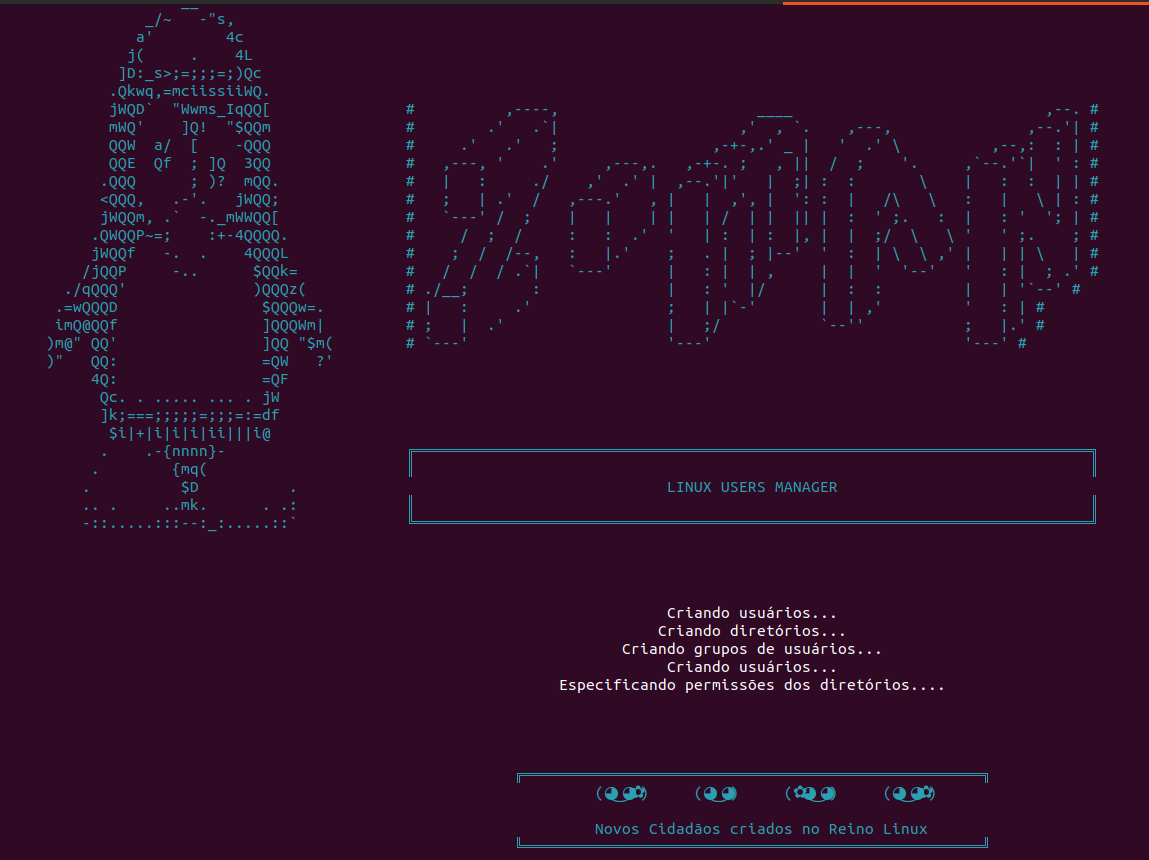 LINUX USERS MANAGER
Criando usuários...
Criando diretórios...
Criando grupos de usuários...
Criando usuários...
Especificando permissões dos diretórios....
Novos Cidadãos criados no Reino Linux